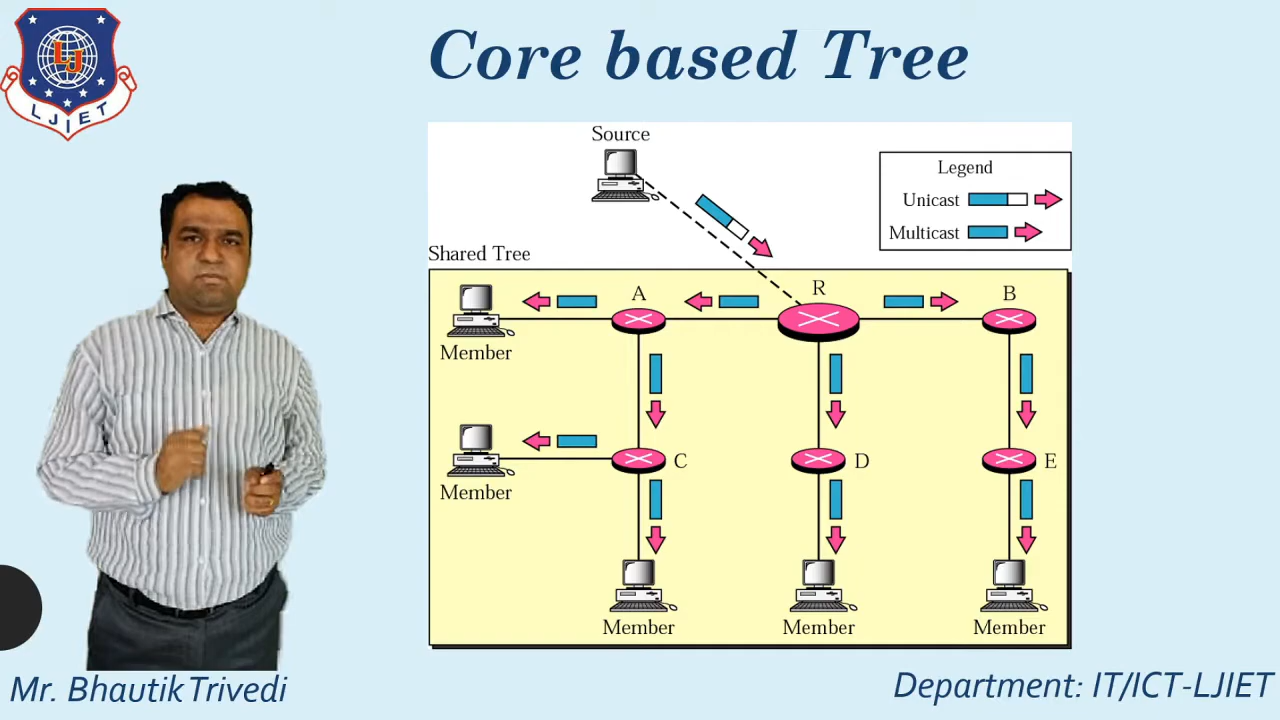 LJ
LJIET
Core based Tree
Source
Legend
Unicast
Multicast
Shared Tree
A
R
B
Member
C
D
E
Member
Member
Member
Member
Mr. Bhautik Trivedi
Department: IT/ICT-LJIET